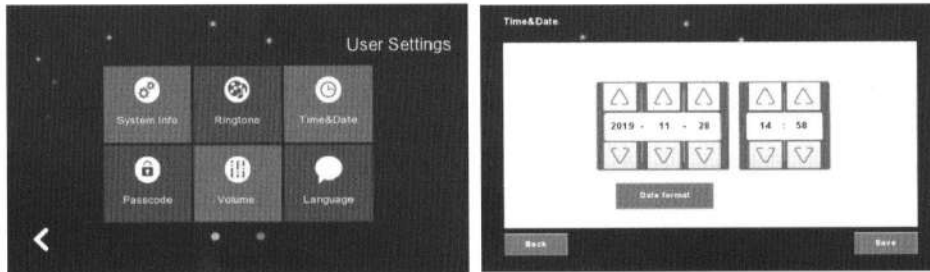 User Settings
System Info
Ringtone
Time&Date
Passcode
Volume
Language
Time&Date
2019 - 11 - 28
14 : 58
Date format
Back
Save